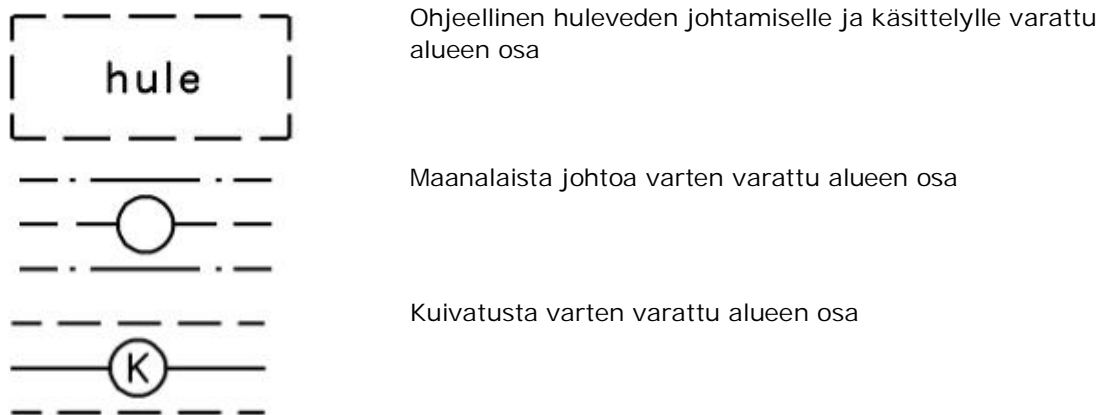 hule
Ohjeellinen huleveden johtamiselle ja käsittelylle varattu
alueen osa
Maanalaista johtoa varten varattu alueen osa
Kuivatusta varten varattu alueen osa
K